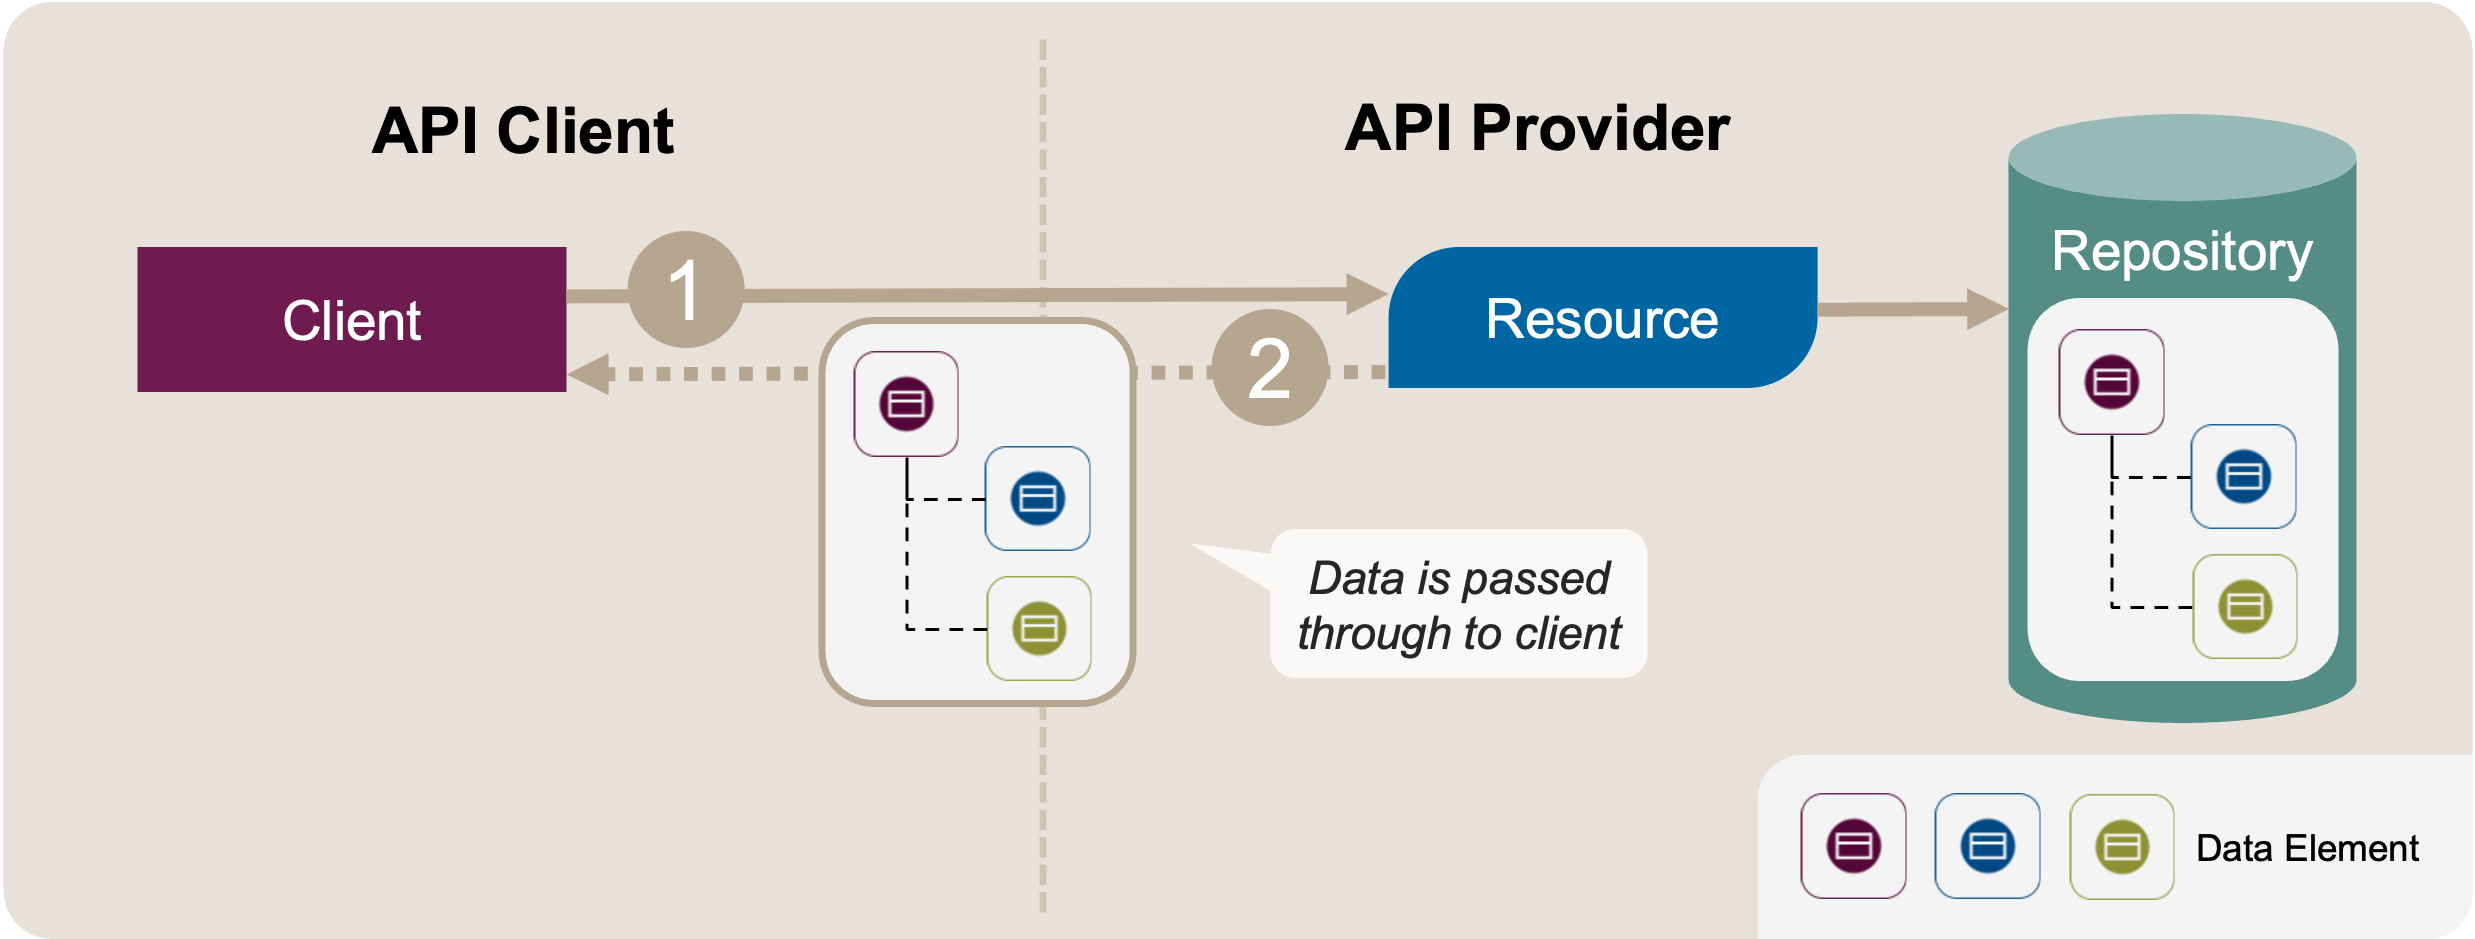 API Client
API Provider
Repository
Client
1
Resource
2
Data is passed
through to client
Data Element